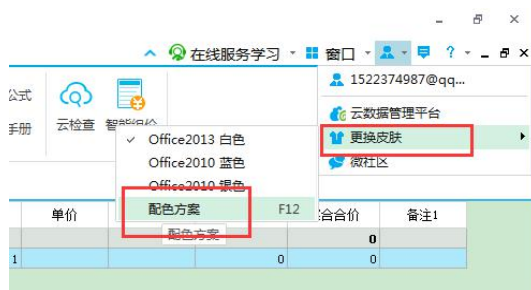 在线服务学习 窗口 ?
1522374987@qq...
公式
手册 云检查 智能组价
云数据管理平台
更换皮肤
微社区
✓ Office2013 白色
Office2010 蓝色
Office2010 银色
配色方案 F12
配色方案
单价 综合合价 备注1
0
1 0 0